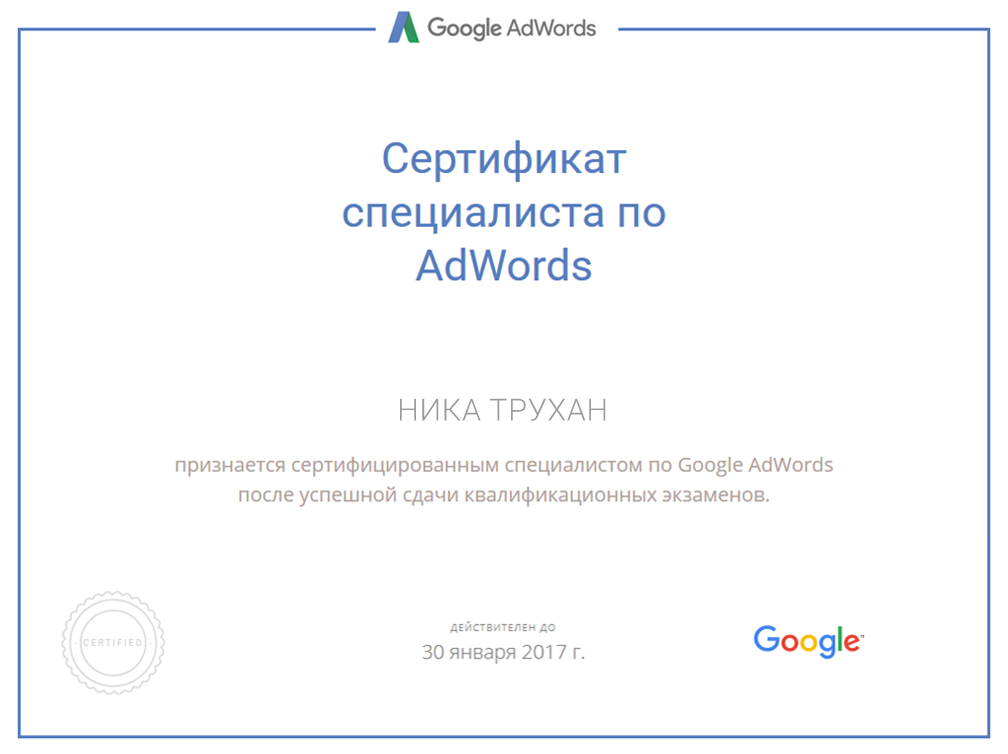 Google AdWords
Сертификат
специалиста по
AdWords
НИКА ТРУХАН
признается сертифицированным специалистом по Google AdWords
после успешной сдачи квалификационных экзаменов.
CERTIFIED
ДЕЙСТВИТЕЛЕН ДО
30 января 2017 г.
Google™